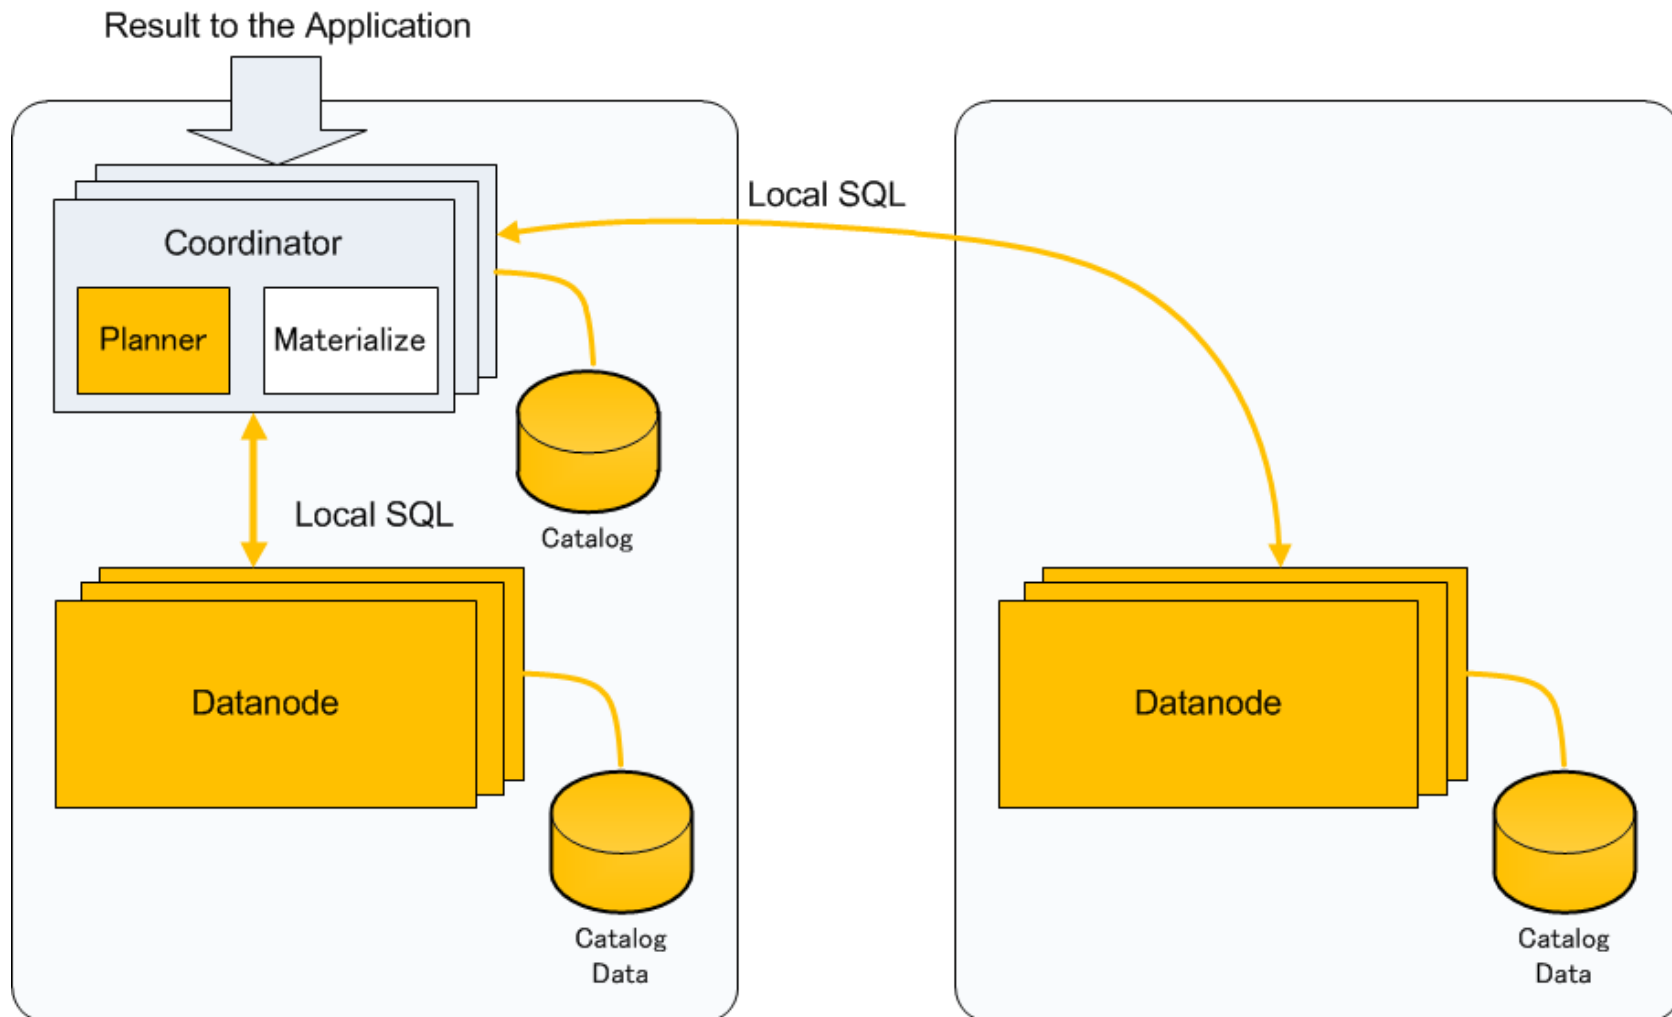 Result to the Application
Local SQL
Coordinator
Planner
Materialize
Local SQL
Catalog
Datanode
Datanode
Catalog
Data
Catalog
Data